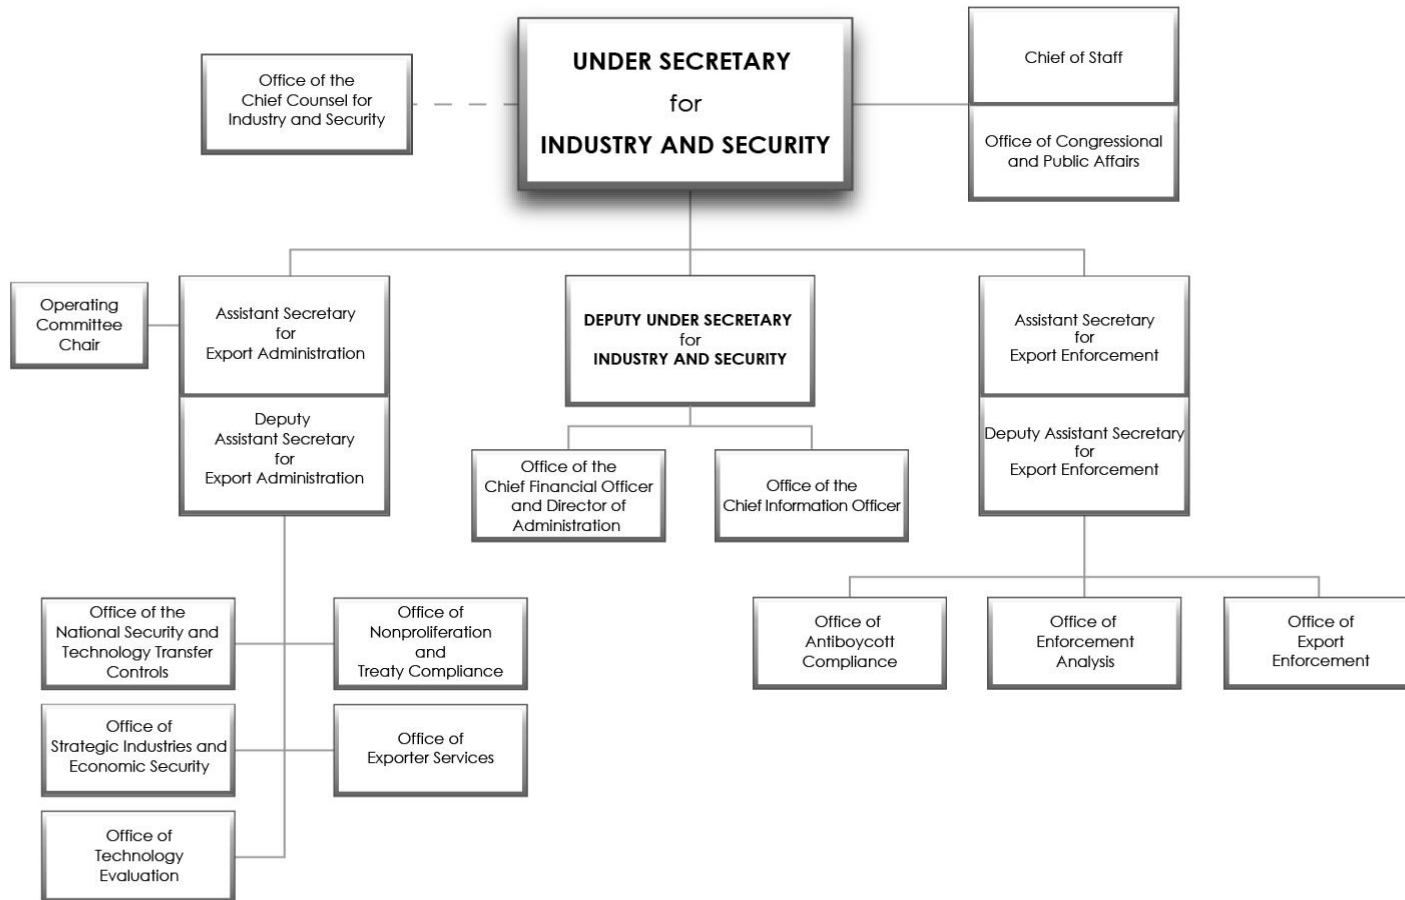 UNDER SECRETARY
for
INDUSTRY AND SECURITY
Office of the
Chief Counsel for
Industry and Security
Chief of Staff
Office of Congressional
and Public Affairs
Operating
Committee
Chair
Assistant Secretary
for
Export Administration
Deputy
Assistant Secretary
for
Export Administration
DEPUTY UNDER SECRETARY
for
INDUSTRY AND SECURITY
Assistant Secretary
for
Export Enforcement
Deputy Assistant Secretary
for
Export Enforcement
Office of the
Chief Financial Officer
and Director of
Administration
Office of the
Chief Information Officer
Office of the
National Security and
Technology Transfer
Controls
Office of
Nonproliferation
and
Treaty Compliance
Office of
Strategic Industries and
Economic Security
Office of
Exporter Services
Office of
Technology
Evaluation
Office of
Antiboycott
Compliance
Office of
Enforcement
Analysis
Office of
Export
Enforcement